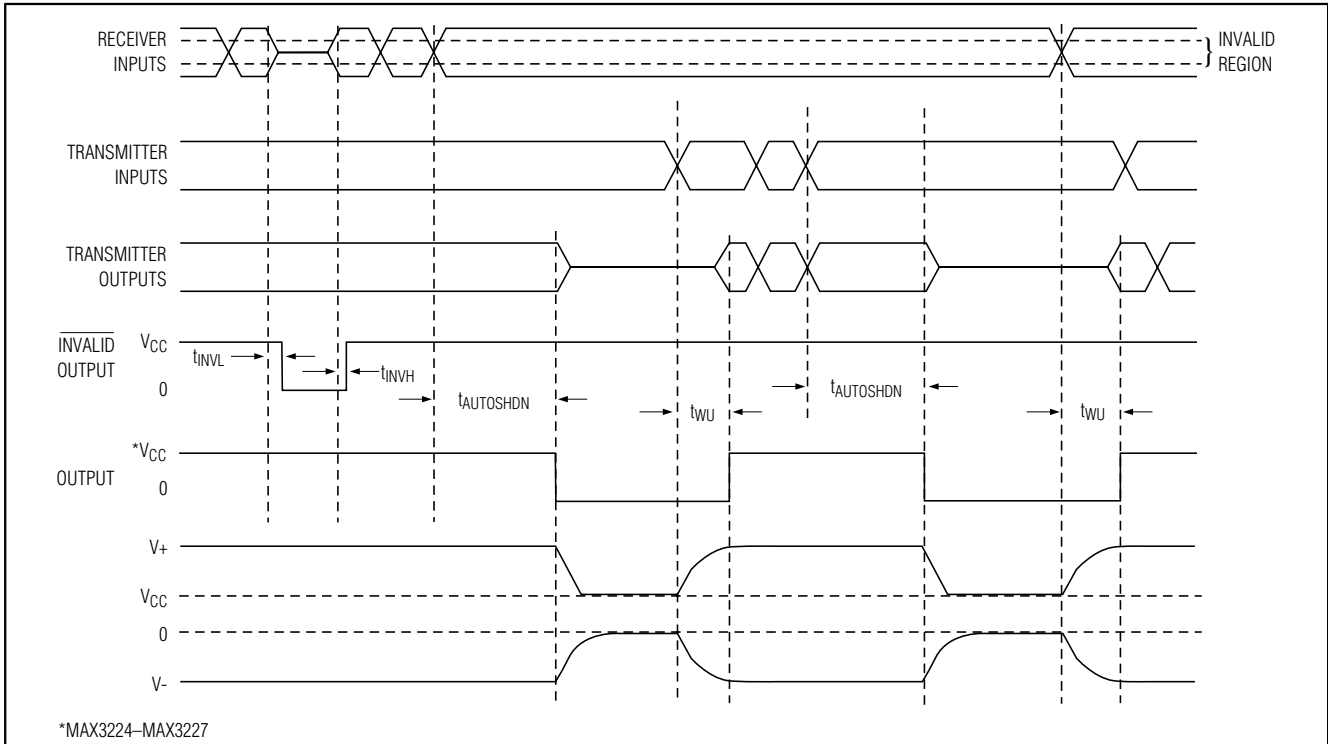 RECEIVER
INPUTS
INVALID
REGION
TRANSMITTER
INPUTS
TRANSMITTER
OUTPUTS
INVALID
OUTPUT
VCC
0
tINVL
tINVH
tAUTOSHDN
tWU
tAUTOSHDN
tWU
OUTPUT
*VCC
0
V+
VCC
0
V-
*MAX3224–MAX3227